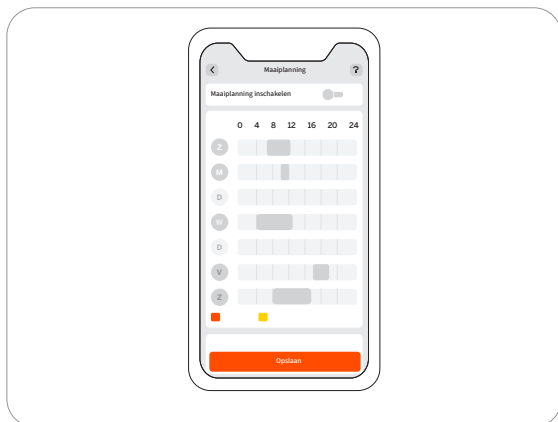 Maaiplanning ?
Maaiplanning inschakelen
0 4 8 12 16 20 24
Z
M
D
W
D
V
Z
Opslaan